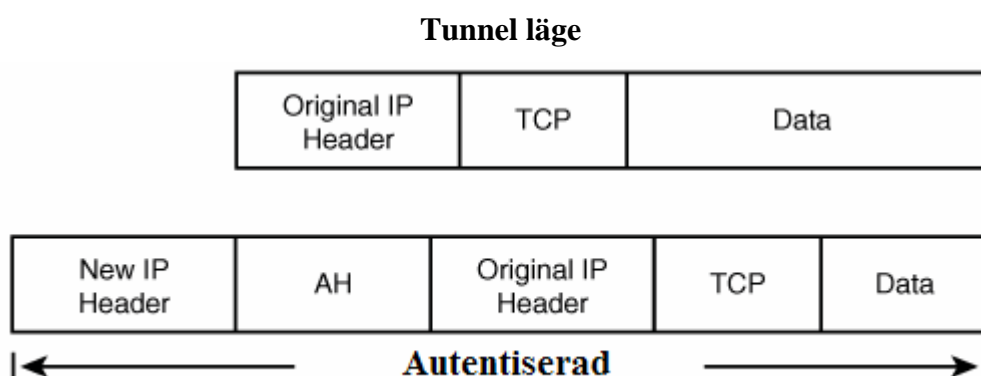 Tunnel läge
Original IP
Header
TCP
Data
New IP
Header
AH
Original IP
Header
TCP
Data
Autentiserad